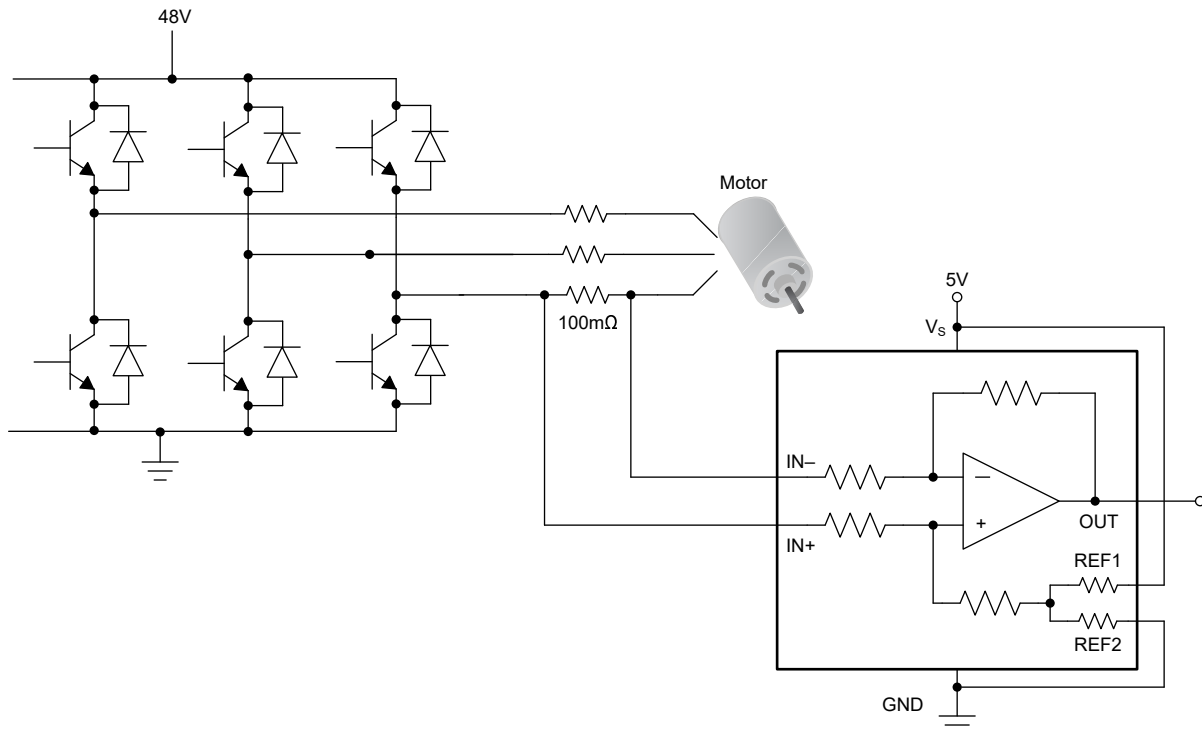 48V
Motor
100mΩ
5V
VS
IN–
–
IN+
+
OUT
REF1
REF2
GND